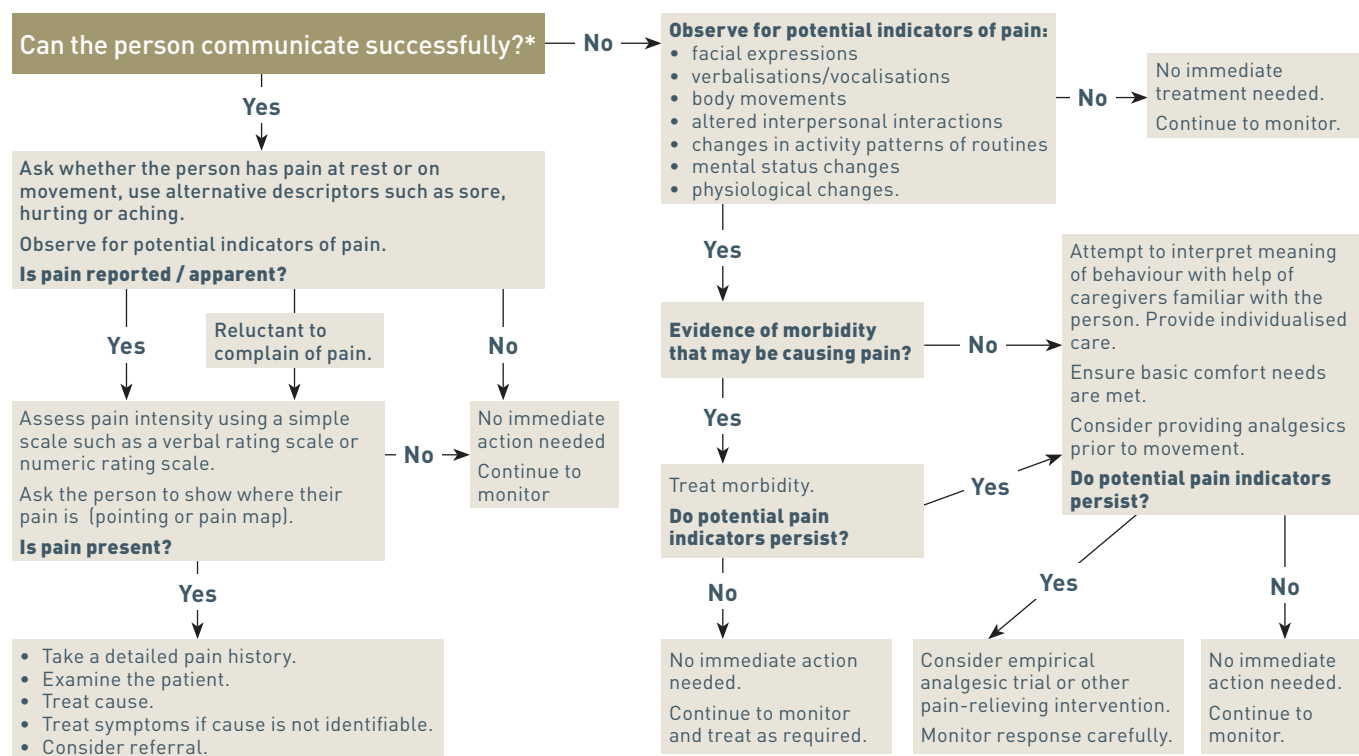 Can the person communicate successfully?*
No
Observe for potential indicators of pain:
• facial expressions
• verbalisations/vocalisations
• body movements
• altered interpersonal interactions
• changes in activity patterns of routines
• mental status changes
• physiological changes.
No
No immediate
treatment needed.
Continue to monitor.
Yes
Ask whether the person has pain at rest or on
movement, use alternative descriptors such as sore,
hurting or aching.
Observe for potential indicators of pain.
Is pain reported / apparent?
Yes
Reluctant to
complain of pain.
No
Assess pain intensity using a simple
scale such as a verbal rating scale or
numeric rating scale.
Ask the person to show where their
pain is (pointing or pain map).
Is pain present?
No
No immediate
action needed
Continue to
monitor
Yes
• Take a detailed pain history.
• Examine the patient.
• Treat cause.
• Treat symptoms if cause is not identifiable.
• Consider referral.
Yes
Evidence of morbidity
that may be causing pain?
No
Attempt to interpret meaning
of behaviour with help of
caregivers familiar with the
person. Provide individualised
care.
Ensure basic comfort needs
are met.
Consider providing analgesics
prior to movement.
Do potential pain indicators
persist?
Yes
Treat morbidity.
Do potential pain
indicators persist?
Yes
No
No immediate action
needed.
Continue to monitor
and treat as required.
Yes
Consider empirical
analgesic trial or other
pain-relieving intervention.
Monitor response carefully.
No
No immediate
action needed.
Continue to
monitor.